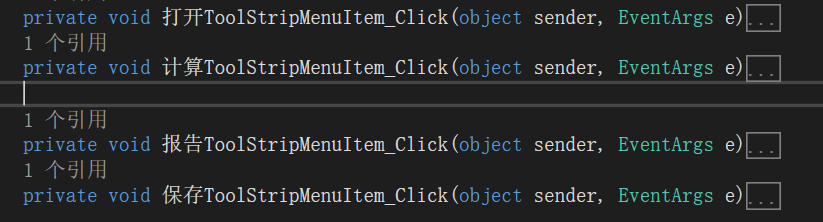 private void 打开ToolStripMenuItem_Click(object sender, EventArgs e)...
1 个引用
private void 计算ToolStripMenuItem_Click(object sender, EventArgs e)...
1 个引用
private void 报告ToolStripMenuItem_Click(object sender, EventArgs e)...
1 个引用
private void 保存ToolStripMenuItem_Click(object sender, EventArgs e)...